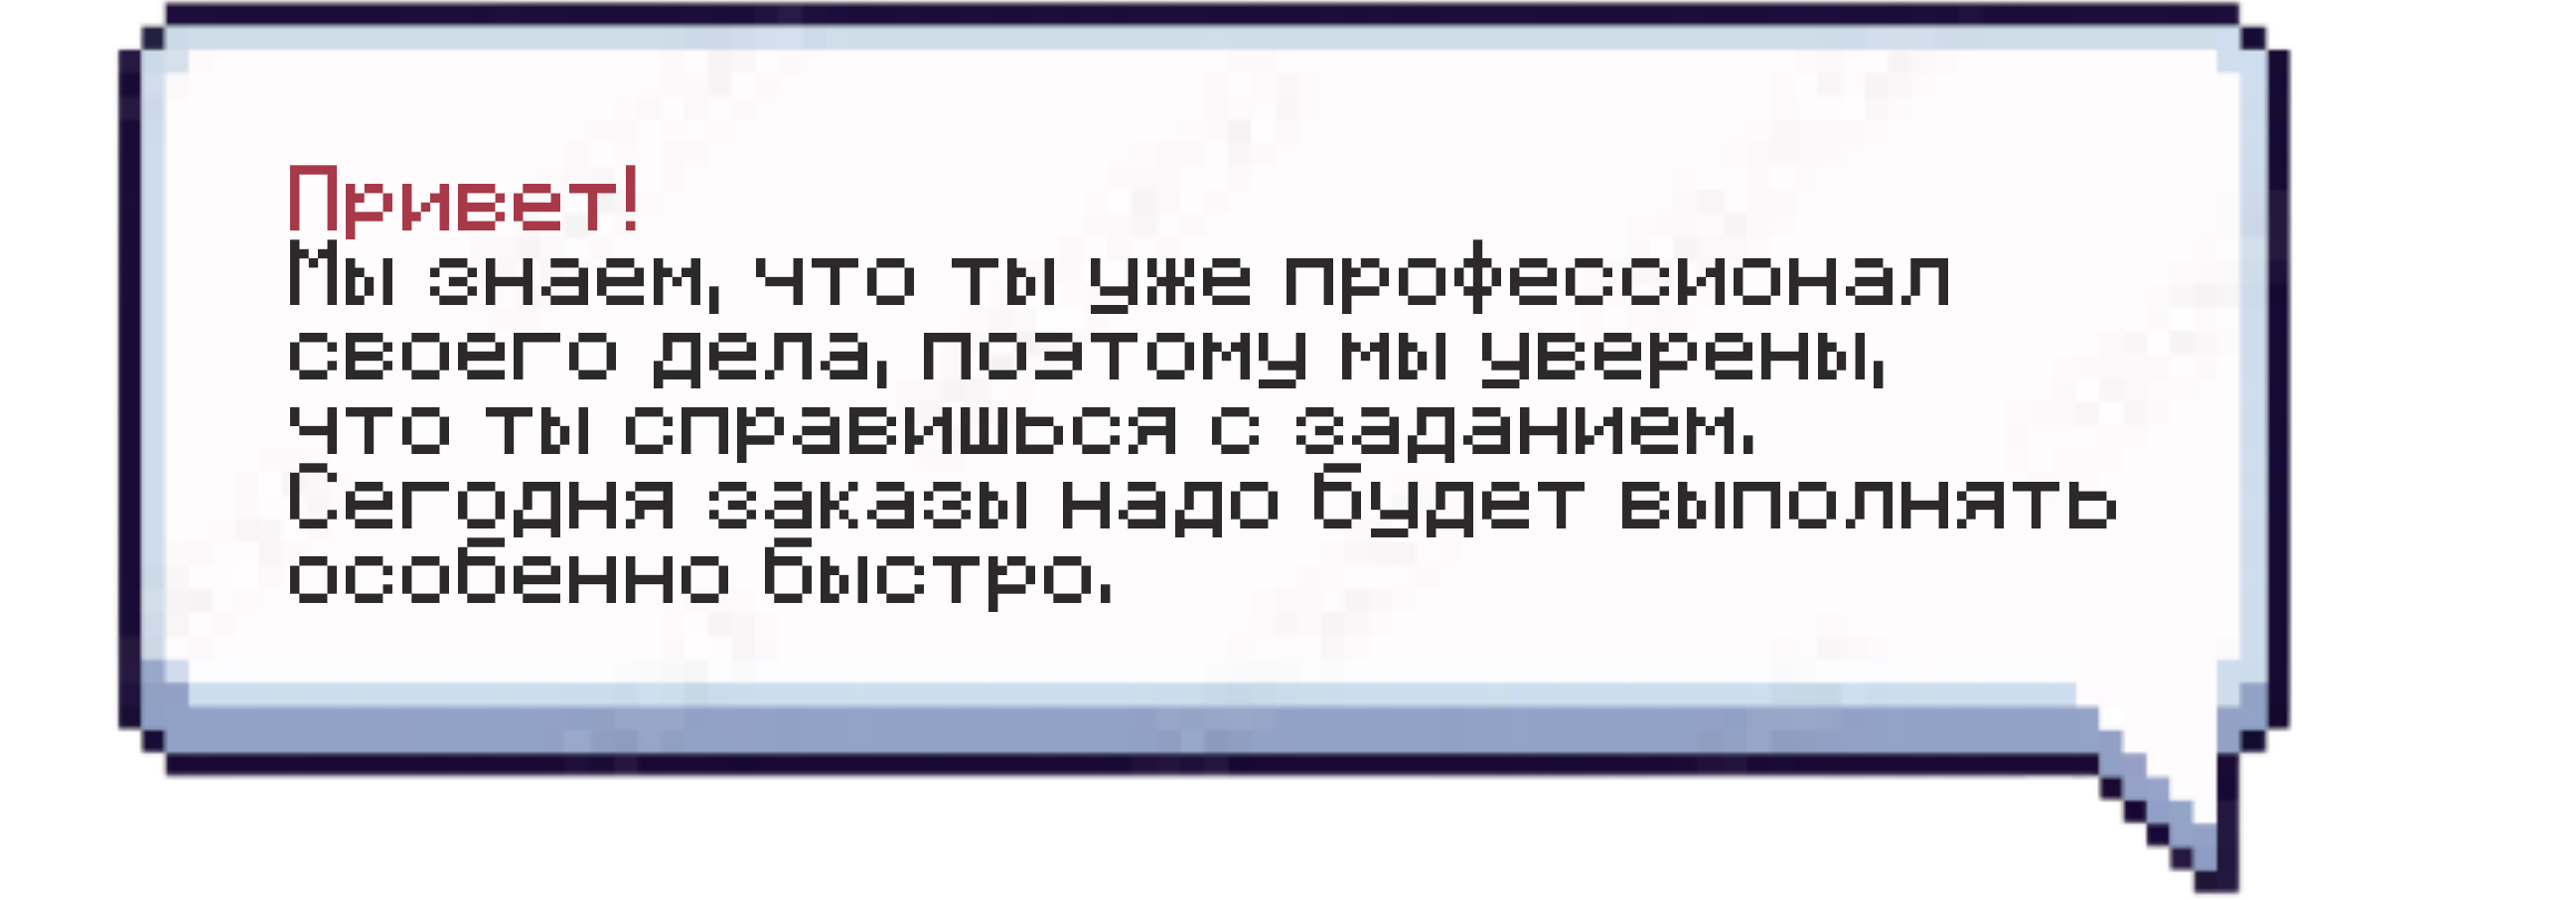 Привет!
Мы знаем, что ты уже профессионал
своего дела, поэтому мы уверены,
что ты справишься с заданием.
Сегодня заказы надо будет выполнять
особенно быстро.